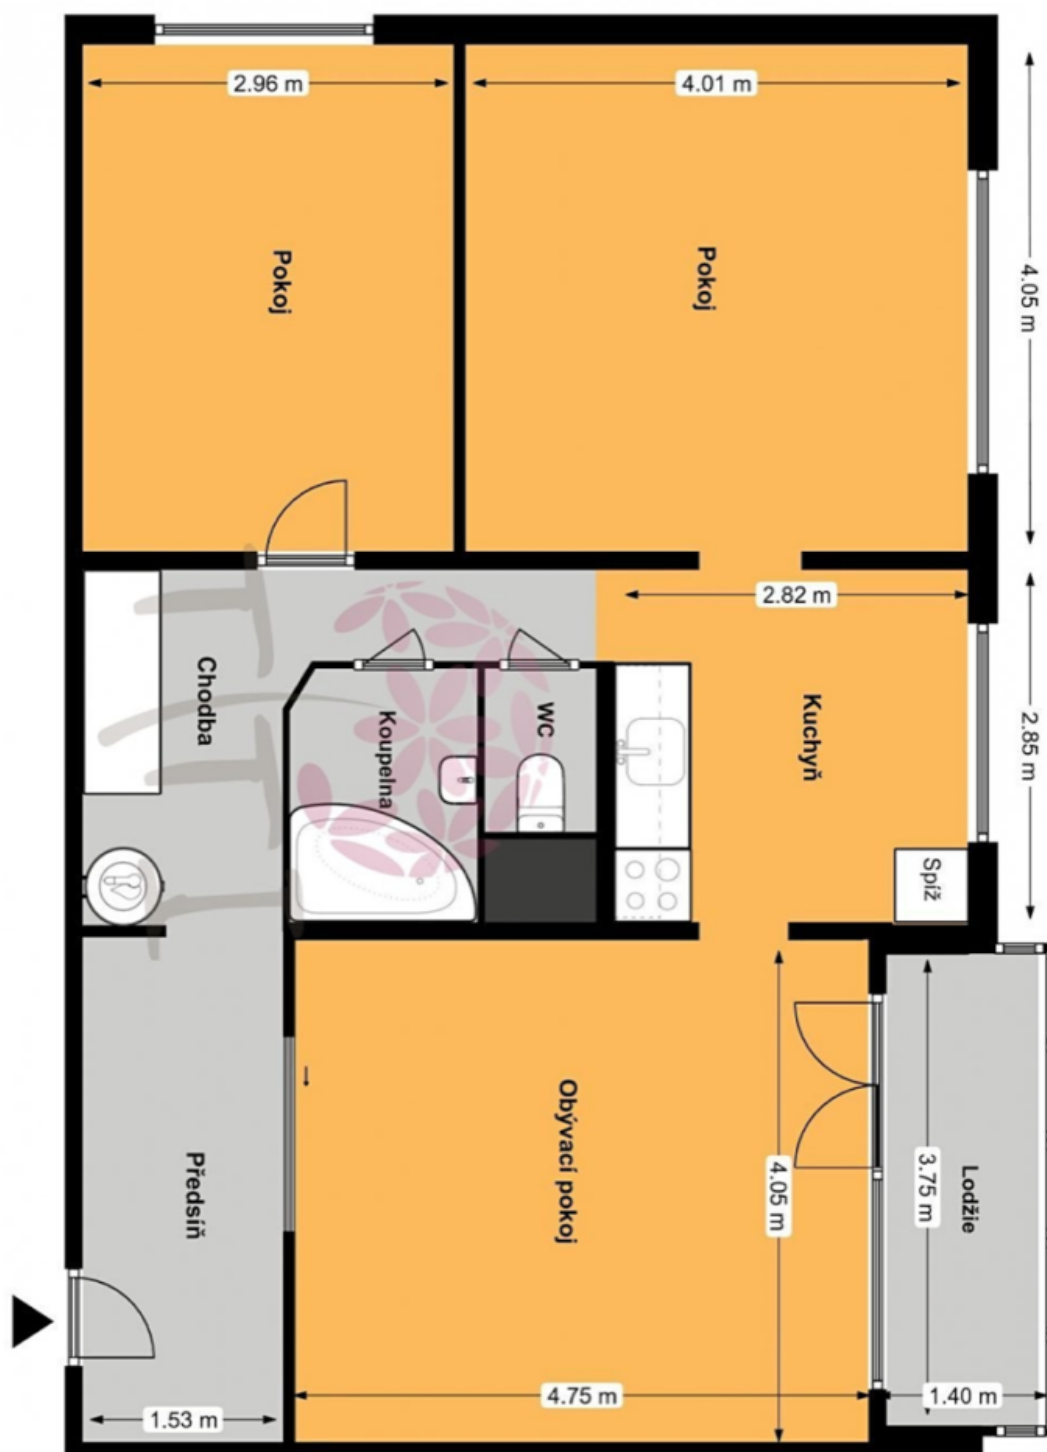 2.96 m
4.01 m
Pokoj
Pokoj
4.05 m
2.82 m
Chodba
Koupelna
WC
Kuchyň
2.85 m
Spíž
Předsíň
Obývací pokoj
4.05 m
3.75 m
Lodžie
1.53 m
4.75 m
1.40 m